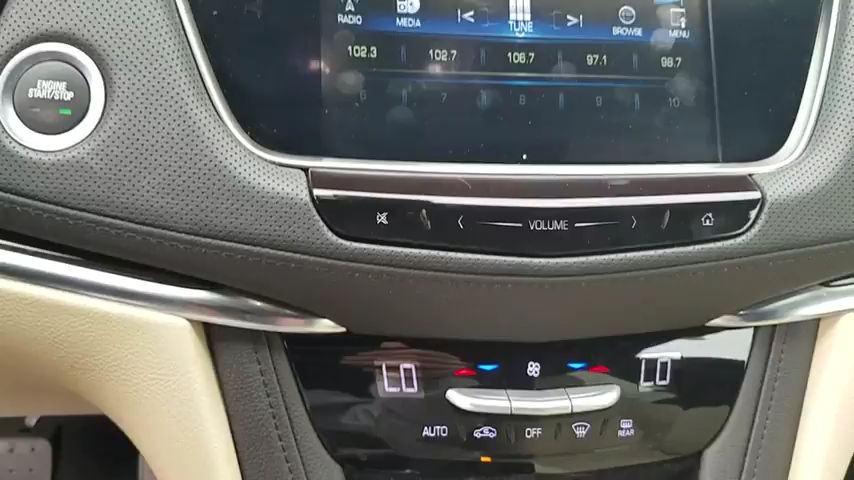 RADIO MEDIA TUNE BROWSE MENU
102.3 102.7 106.7 97.1 98.7
6 7 8 9 10
ENGINE
START/STOP
VOLUME
LO LO
AUTO OFF REAR